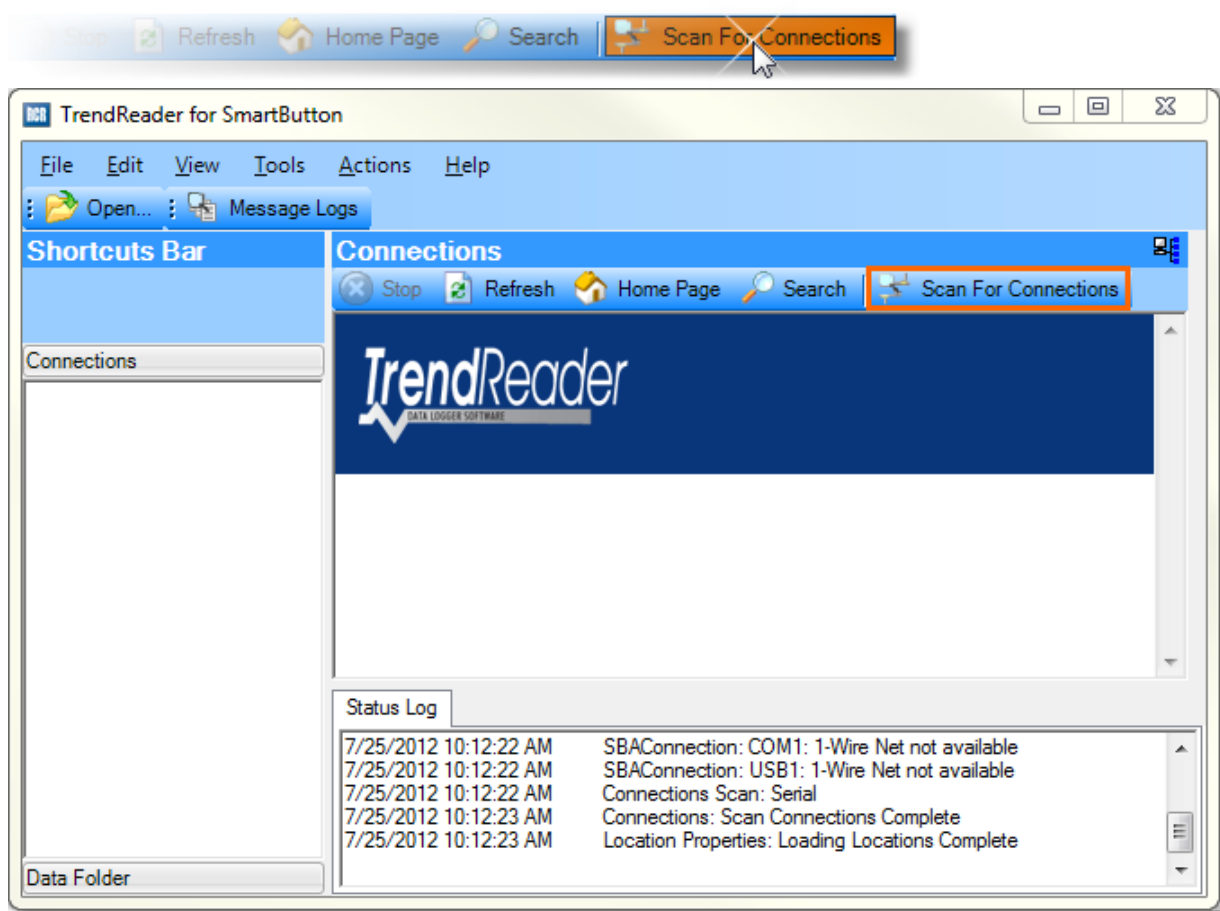 Stop Refresh Home Page Search Scan For Connections
TrendReader for SmartButton
File Edit View Tools Actions Help
Open... Message Logs
Shortcuts Bar
Connections
Stop Refresh Home Page Search Scan For Connections
Connections
TrendReader
DATA LOGGER SOFTWARE
Status Log
7/25/2012 10:12:22 AM SBAConnection: COM1: 1-Wire Net not available
7/25/2012 10:12:22 AM SBAConnection: USB1: 1-Wire Net not available
7/25/2012 10:12:22 AM Connections Scan: Serial
7/25/2012 10:12:23 AM Connections: Scan Connections Complete
7/25/2012 10:12:23 AM Location Properties: Loading Locations Complete
Data Folder